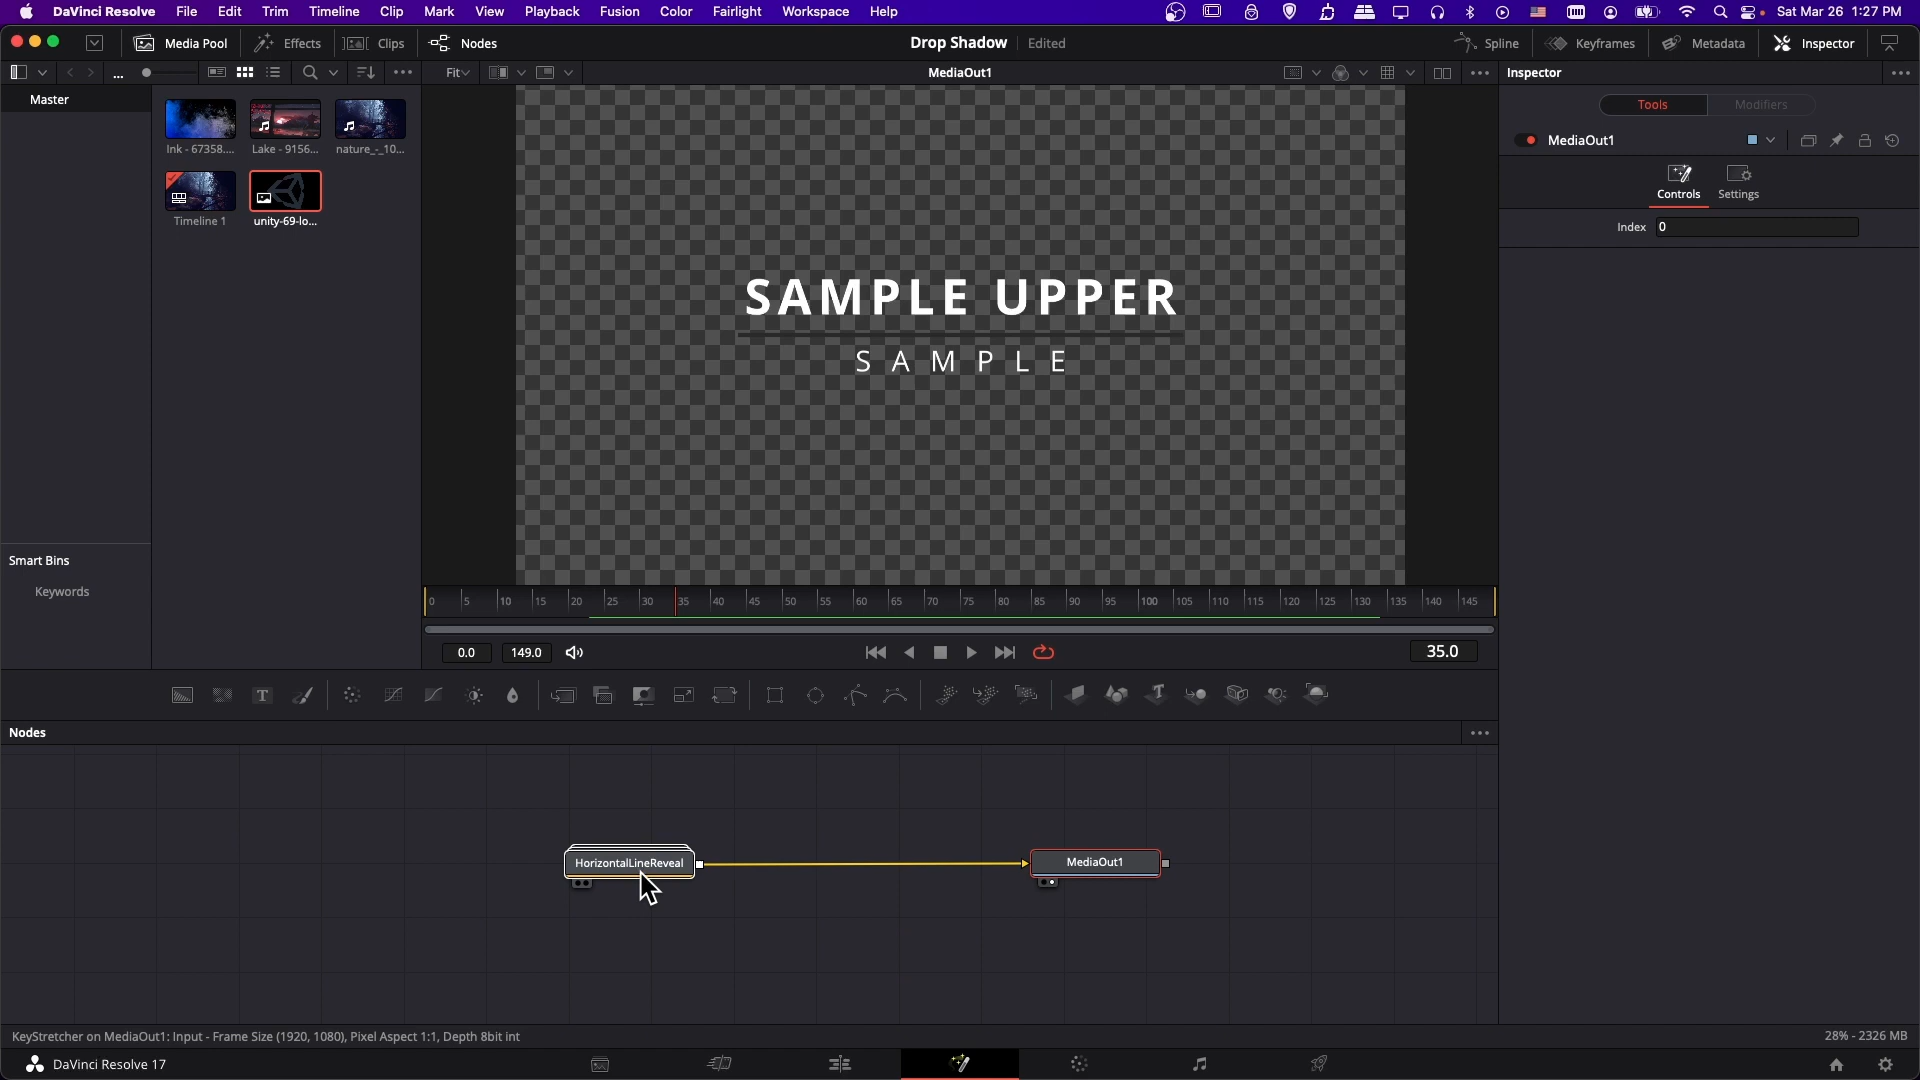 DaVinci Resolve File Edit Trim Timeline Clip Mark View Playback Fusion Color Fairlight Workspace Help Sat Mar 26 1:27 PM
Media Pool Effects Clips Nodes Drop Shadow Edited Spline Keyframes Metadata Inspector
... Fit MediaOut1 Inspector
Master
Tools Modifiers
MediaOut1
Ink - 67358.... Lake - 9156... nature_-_10...
Controls Settings
Timeline 1 unity-69-lo...
Index 0
SAMPLE UPPER
SAMPLE
Smart Bins
Keywords
0 5 10 15 20 25 30 35 40 45 50 55 60 65 70 75 80 85 90 95 100 105 110 115 120 125 130 135 140 145
0.0 149.0 35.0
Nodes
HorizontalLineReveal MediaOut1
KeyStretcher on MediaOut1: Input - Frame Size (1920, 1080), Pixel Aspect 1:1, Depth 8bit int 28% - 2326 MB
DaVinci Resolve 17